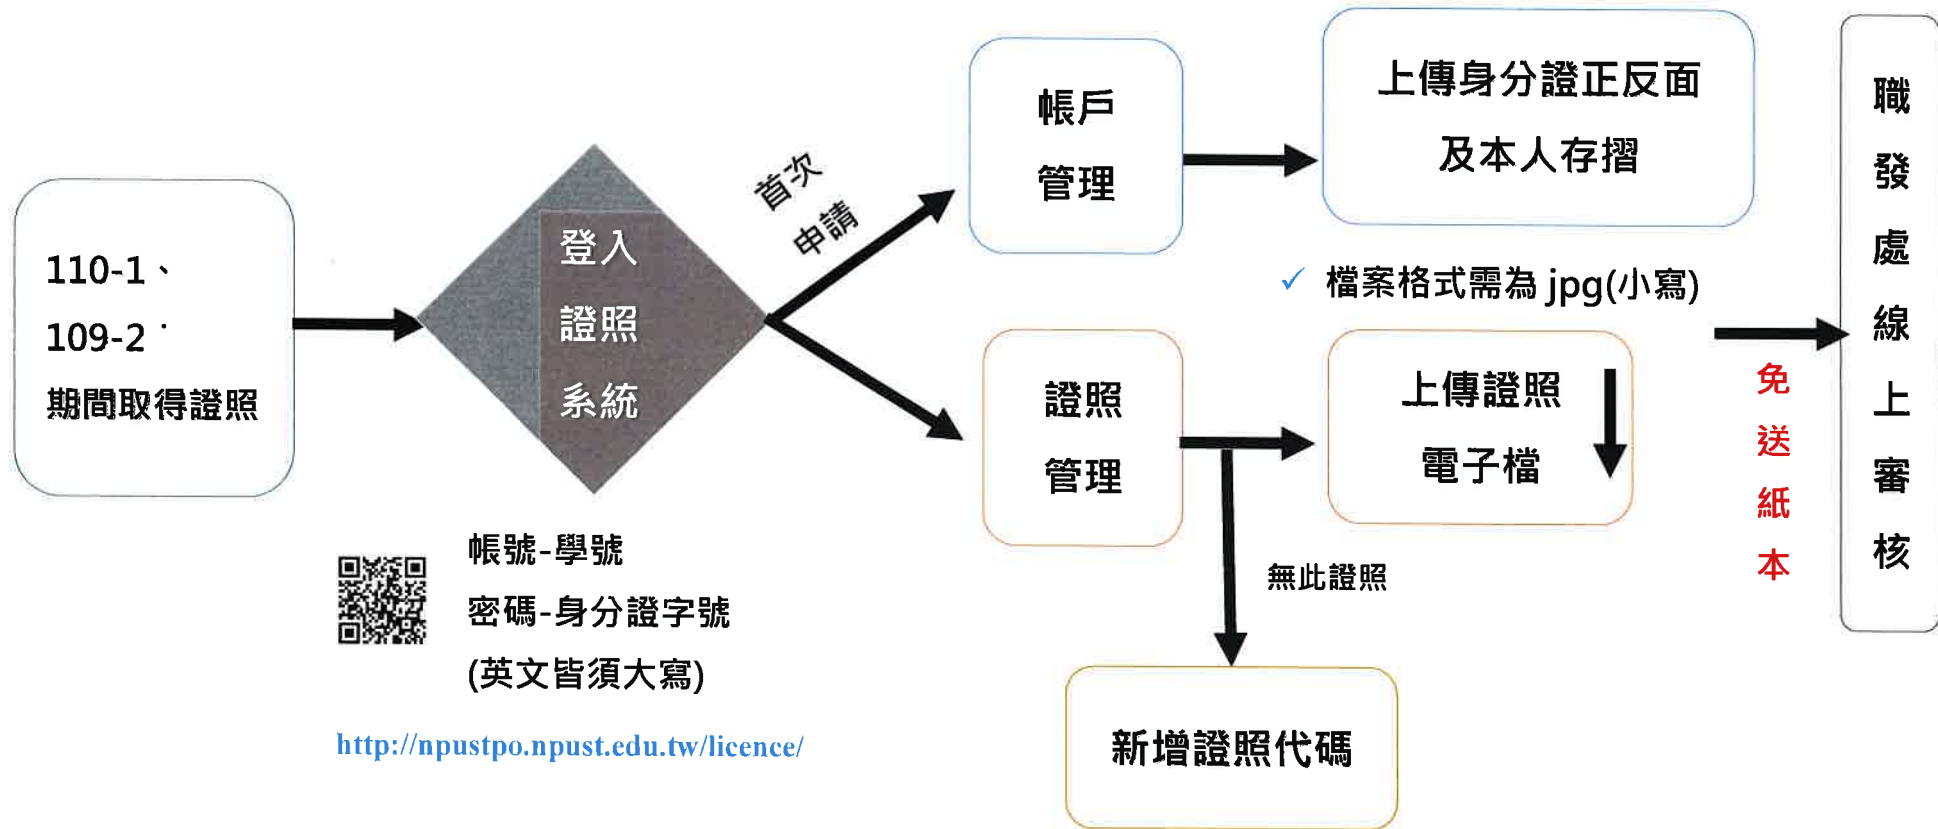 110-1、
109-2、
期間取得證照
登入
證照
系統
首次
申請
帳戶
管理
上傳身分證正反面
及本人存摺
✓ 檔案格式需為 jpg(小寫)
證照
管理
上傳證照
電子檔
無此證照
新增證照代碼
免送紙本
職發處線上審核
帳號-學號
密碼-身分證字號
(英文皆須大寫)
http://npustpo.npust.edu.tw/licence/